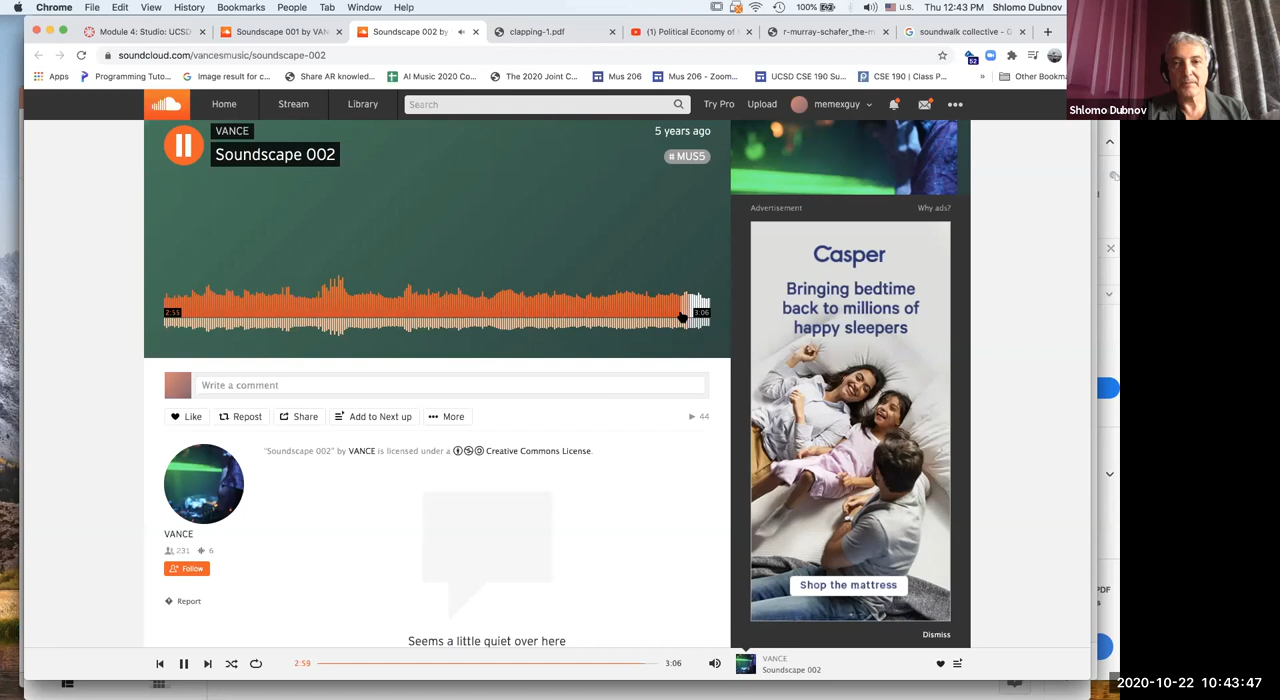 Chrome File Edit View History Bookmarks People Tab Window Help 100% U.S. Thu 12:43 PM Shlomo Dubnov
Module 4: Studio: UCSD Soundscape 001 by VAN Soundscape 002 by clapping-1.pdf (1) Political Economy of r-murray-schafer_the-m soundwalk collective - G
soundcloud.com/vancesmusic/soundscape-002 52
Apps Programming Tuto... Image result for c... Share AR knowled... AI Music 2020 Co... The 2020 Joint C... Mus 206 Mus 206 - Zoom... UCSD CSE 190 Su... CSE 190 | Class P... » Other Bookma
Shlomo Dubnov
Home Stream Library Search Try Pro Upload memexguy
VANCE 5 years ago
Soundscape 002 # MUS5
Advertisement Why ads?
Casper
Bringing bedtime
back to millions of
happy sleepers
2:55 3:06
Write a comment
Like Repost Share Add to Next up More 44
"Soundscape 002" by VANCE is licensed under a Creative Commons License.
VANCE
231 6
Follow
Report
Seems a little quiet over here
Shop the mattress
Dismiss
PDF
s
2:59 3:06 VANCE
Soundscape 002
2020-10-22 10:43:47